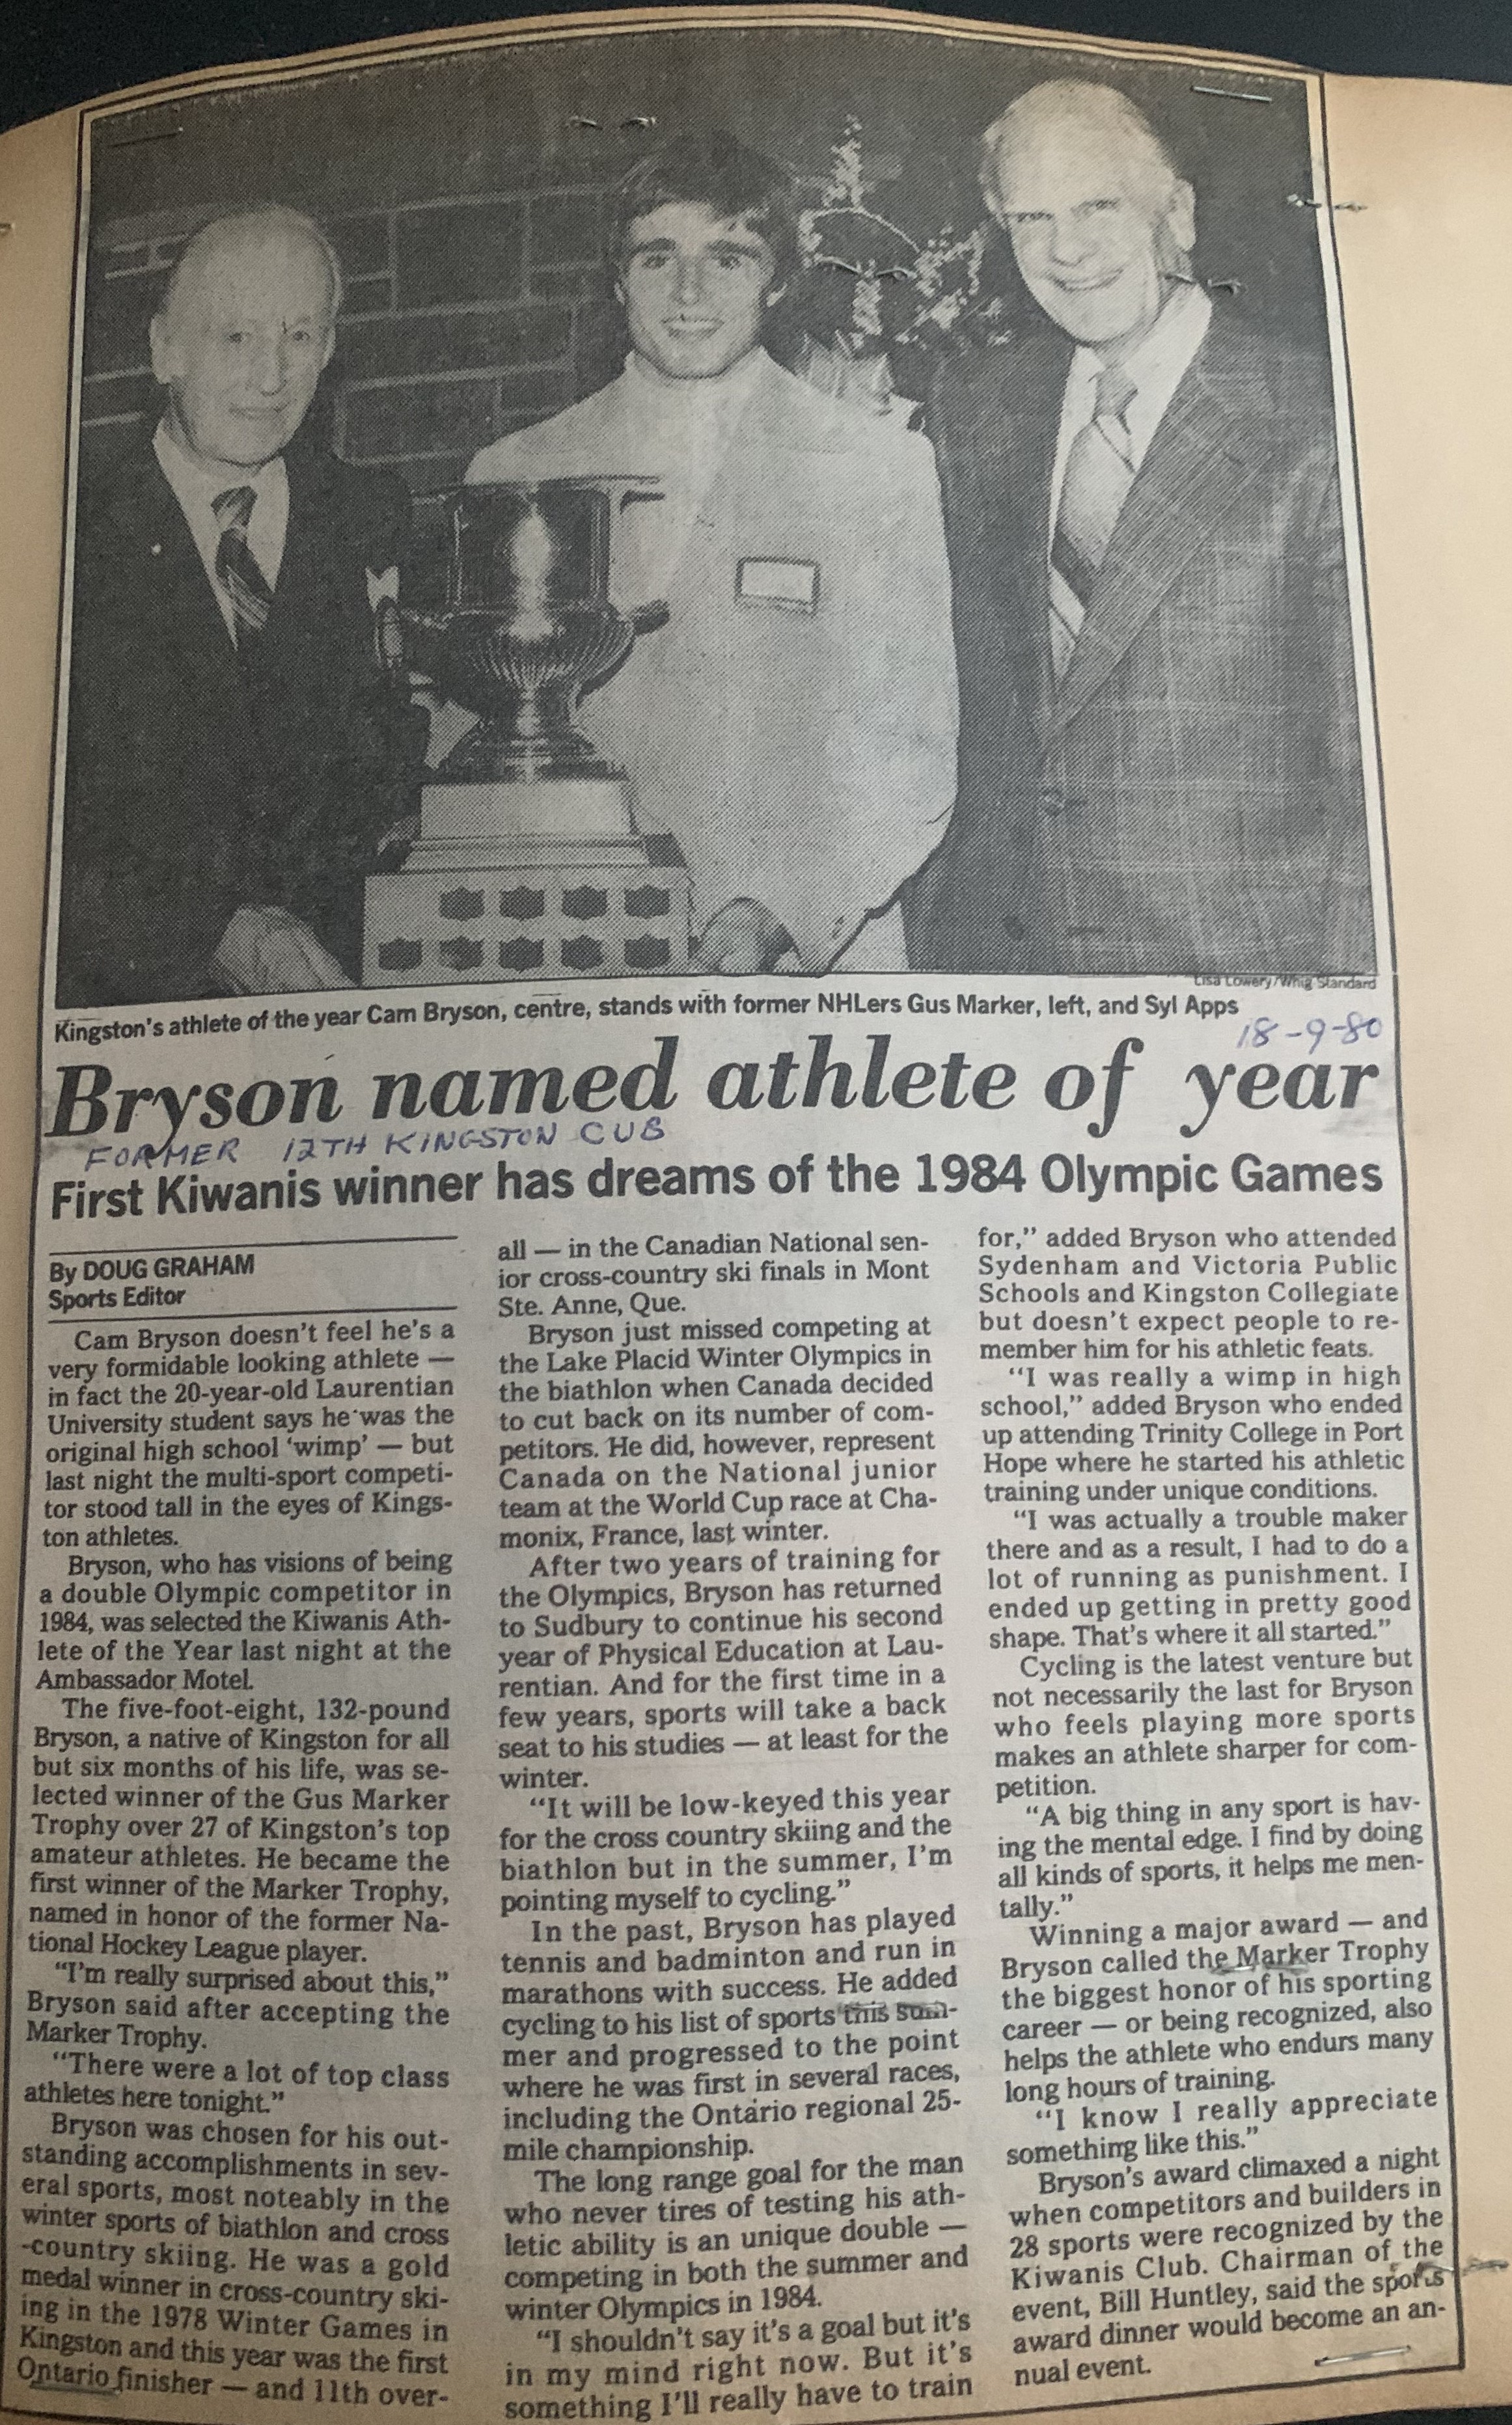 Lisa Lowery/Whig Standard
Kingston's athlete of the year Cam Bryson, centre, stands with former NHLers Gus Marker, left, and Syl Apps
18-9-80
Bryson named athlete of year
FORMER 12TH KINGSTON CUB
First Kiwanis winner has dreams of the 1984 Olympic Games
By DOUG GRAHAM
Sports Editor
Cam Bryson doesn't feel he's a
very formidable looking athlete —
in fact the 20-year-old Laurentian
University student says he was the
original high school 'wimp' — but
last night the multi-sport competi-
tor stood tall in the eyes of Kings-
ton athletes.
Bryson, who has visions of being
a double Olympic competitor in
1984, was selected the Kiwanis Ath-
lete of the Year last night at the
Ambassador Motel.
The five-foot-eight, 132-pound
Bryson, a native of Kingston for all
but six months of his life, was se-
lected winner of the Gus Marker
Trophy over 27 of Kingston's top
amateur athletes. He became the
first winner of the Marker Trophy,
named in honor of the former Na-
tional Hockey League player.
"I'm really surprised about this,"
Bryson said after accepting the
Marker Trophy.
"There were a lot of top class
athletes here tonight."
Bryson was chosen for his out-
standing accomplishments in sev-
eral sports, most noteably in the
winter sports of biathlon and cross
-country skiing. He was a gold
medal winner in cross-country ski-
ing in the 1978 Winter Games in
Kingston and this year was the first
Ontario finisher — and 11th over-
all — in the Canadian National sen-
ior cross-country ski finals in Mont
Ste. Anne, Que.
Bryson just missed competing at
the Lake Placid Winter Olympics in
the biathlon when Canada decided
to cut back on its number of com-
petitors. He did, however, represent
Canada on the National junior
team at the World Cup race at Cha-
monix, France, last winter.
After two years of training for
the Olympics, Bryson has returned
to Sudbury to continue his second
year of Physical Education at Lau-
rentian. And for the first time in a
few years, sports will take a back
seat to his studies — at least for the
winter.
"It will be low-keyed this year
for the cross country skiing and the
biathlon but in the summer, I'm
pointing myself to cycling."
In the past, Bryson has played
tennis and badminton and run in
marathons with success. He added
cycling to his list of sports this sum-
mer and progressed to the point
where he was first in several races,
including the Ontario regional 25-
mile championship.
The long range goal for the man
who never tires of testing his ath-
letic ability is an unique double —
competing in both the summer and
winter Olympics in 1984.
"I shouldn't say it's a goal but it's
in my mind right now. But it's
something I'll really have to train
for," added Bryson who attended
Sydenham and Victoria Public
Schools and Kingston Collegiate
but doesn't expect people to re-
member him for his athletic feats.
"I was really a wimp in high
school," added Bryson who ended
up attending Trinity College in Port
Hope where he started his athletic
training under unique conditions.
"I was actually a trouble maker
there and as a result, I had to do a
lot of running as punishment. I
ended up getting in pretty good
shape. That's where it all started."
Cycling is the latest venture but
not necessarily the last for Bryson
who feels playing more sports
makes an athlete sharper for com-
petition.
"A big thing in any sport is hav-
ing the mental edge. I find by doing
all kinds of sports, it helps me men-
tally."
Winning a major award — and
Bryson called the Marker Trophy
the biggest honor of his sporting
career — or being recognized, also
helps the athlete who endurs many
long hours of training.
"I know I really appreciate
something like this."
Bryson's award climaxed a night
when competitors and builders in
28 sports were recognized by the
Kiwanis Club. Chairman of the
event, Bill Huntley, said the sports
award dinner would become an an-
nual event.